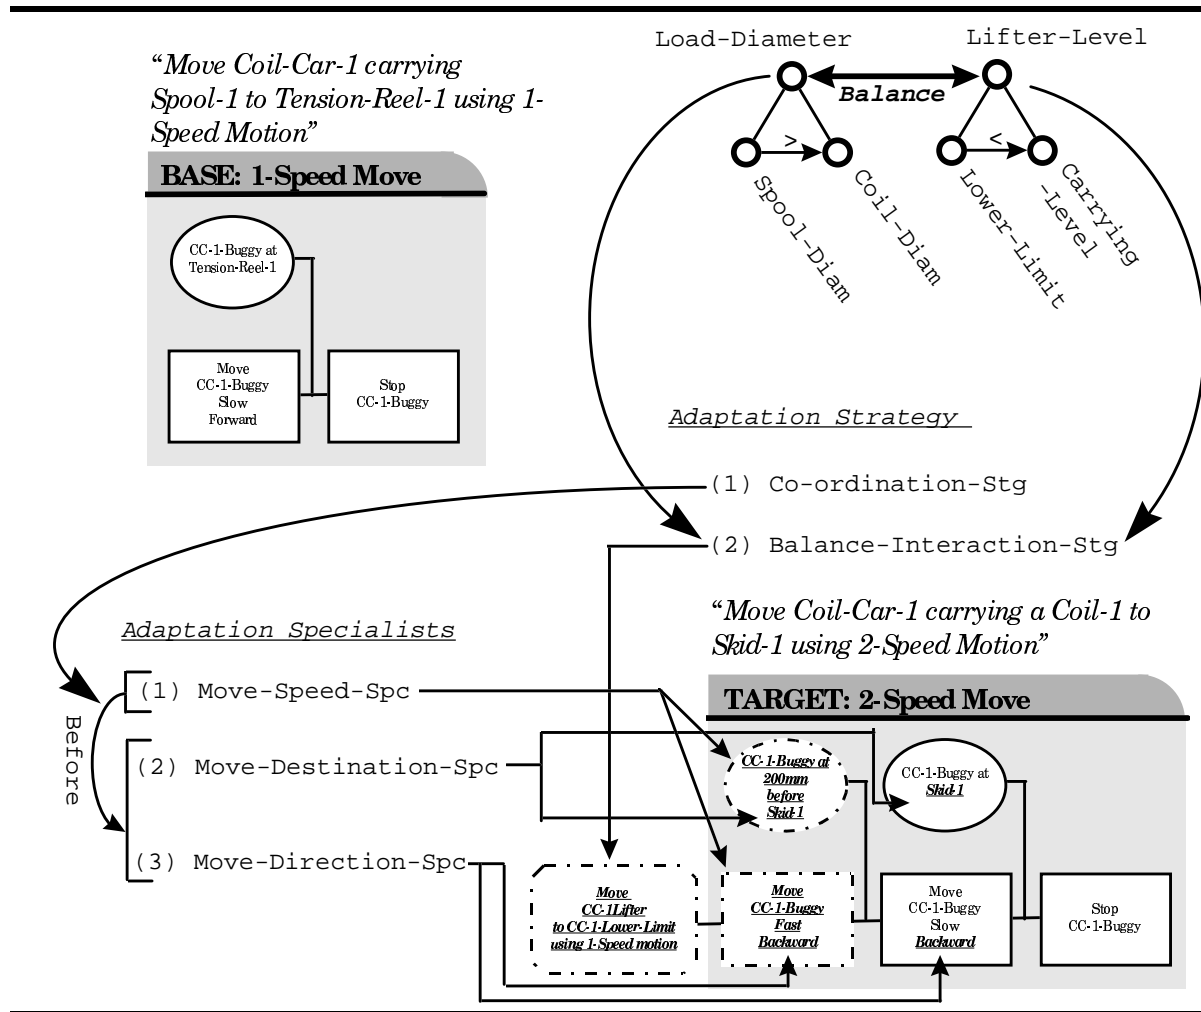 Load-Diameter
Lifter-Level
Balance
>
<
Spool-Diam
Coil-Diam
Lower-Limit
Carrying
-Level
“Move Coil-Car-1 carrying
Spool-1 to Tension-Reel-1 using 1-
Speed Motion”
BASE: 1-Speed Move
CC-1-Buggy at
Tension-Reel-1
Move
CC-1-Buggy
Slow
Forward
Stop
CC-1-Buggy
Adaptation Strategy
(1) Co-ordination-Stg
(2) Balance-Interaction-Stg
Adaptation Specialists
(1) Move-Speed-Spc
(2) Move-Destination-Spc
(3) Move-Direction-Spc
Before
“Move Coil-Car-1 carrying a Coil-1 to
Skid-1 using 2-Speed Motion”
TARGET: 2-Speed Move
CC-1-Buggy at
200mm
before
Skid-1
CC-1-Buggy at
Skid-1
Move
CC-1Lifter
to CC-1-Lower-Limit
using 1-Speed motion
Move
CC-1-Buggy
Fast
Backward
Move
CC-1-Buggy
Slow
Backward
Stop
CC-1-Buggy